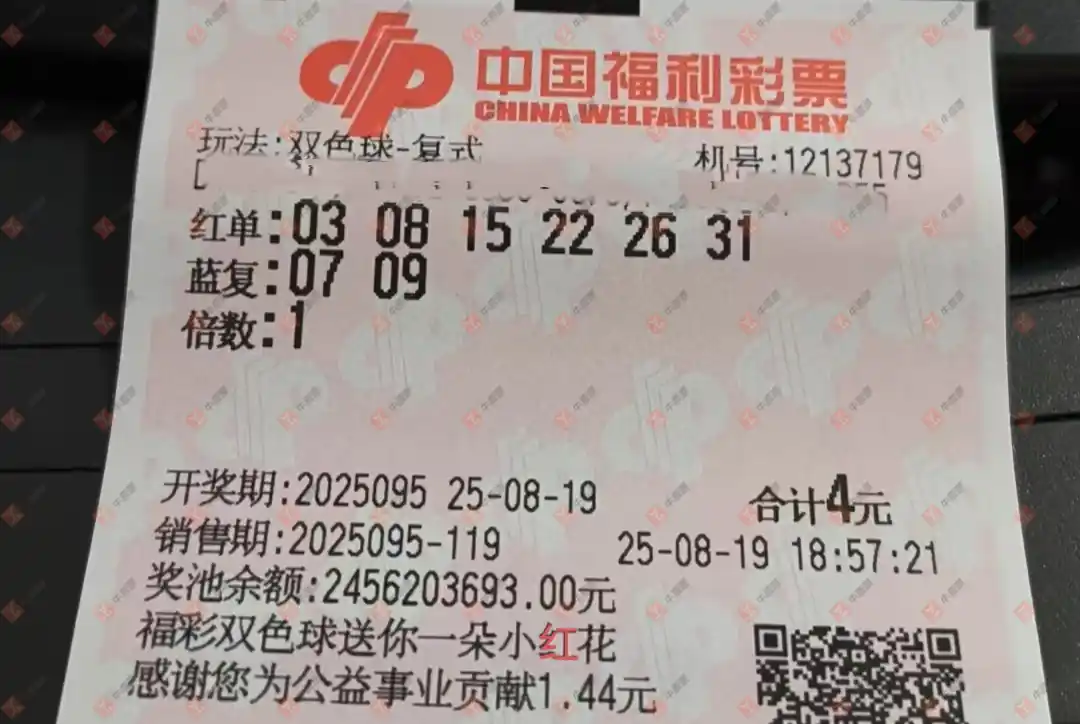 中国福利彩票
CHINA WELFARE LOTTERY
玩法:双色球-复式 机号:12137179
红单:03 08 15 22 26 31
蓝复:07 09
倍数:1
开奖期:2025095 25-08-19 合计4元
销售期:2025095-119 25-08-19 18:57:21
奖池余额:2456203693.00元
福彩双色球送你一朵小红花
感谢您为公益事业贡献1.44元